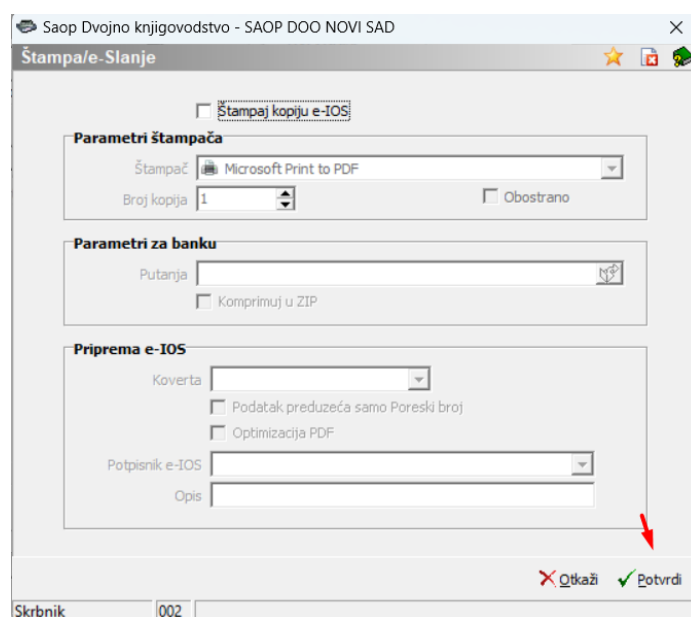 Saop Dvojno knjigovodstvo - SAOP DOO NOVI SAD
Štampa/e-Slanje
Štampaj kopiju e-IOS
Parametri štampača
Štampač Microsoft Print to PDF
Broj kopija 1 Obostrano
Parametri za banku
Putanja
Komprimuj u ZIP
Priprema e-IOS
Koverta
Podatak preduzeća samo Poreski broj
Optimizacija PDF
Potpisnik e-IOS
Opis
Otkaži Potvrdi
Skrbnik 002